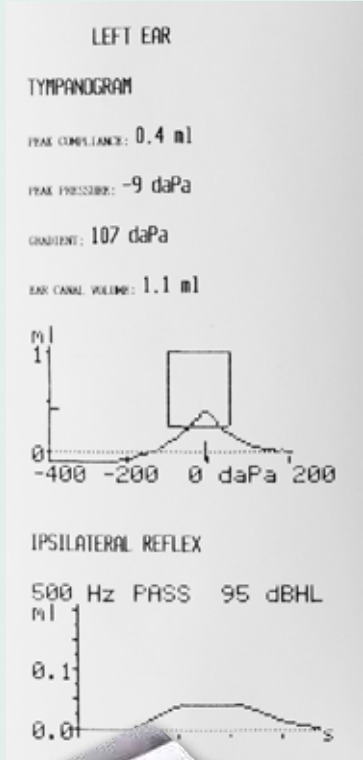 LEFT EAR
TYMPANOGRAM
PEAK COMPLIANCE: 0.4 ml
PEAK PRESSURE: -9 daPa
GRADIENT: 107 daPa
EAR CANAL VOLUME: 1.1 ml
ml
1
0
-400 -200 0 daPa 200
IPSILATERAL REFLEX
500 Hz PASS 95 dBHL
ml
0.1
0.0
S